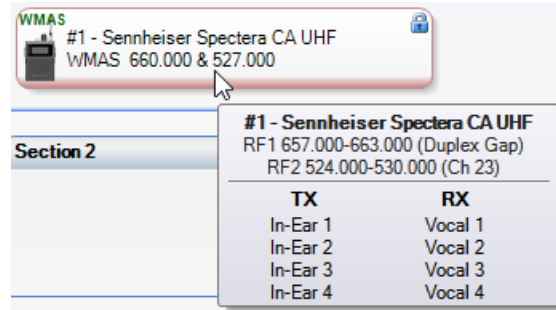 WMAS
#1 - Sennheiser Spectera CA UHF
WMAS 660.000 & 527.000
#1 - Sennheiser Spectera CA UHF
RF1 657.000-663.000 (Duplex Gap)
RF2 524.000-530.000 (Ch 23)
Section 2
TX RX
In-Ear 1 Vocal 1
In-Ear 2 Vocal 2
In-Ear 3 Vocal 3
In-Ear 4 Vocal 4